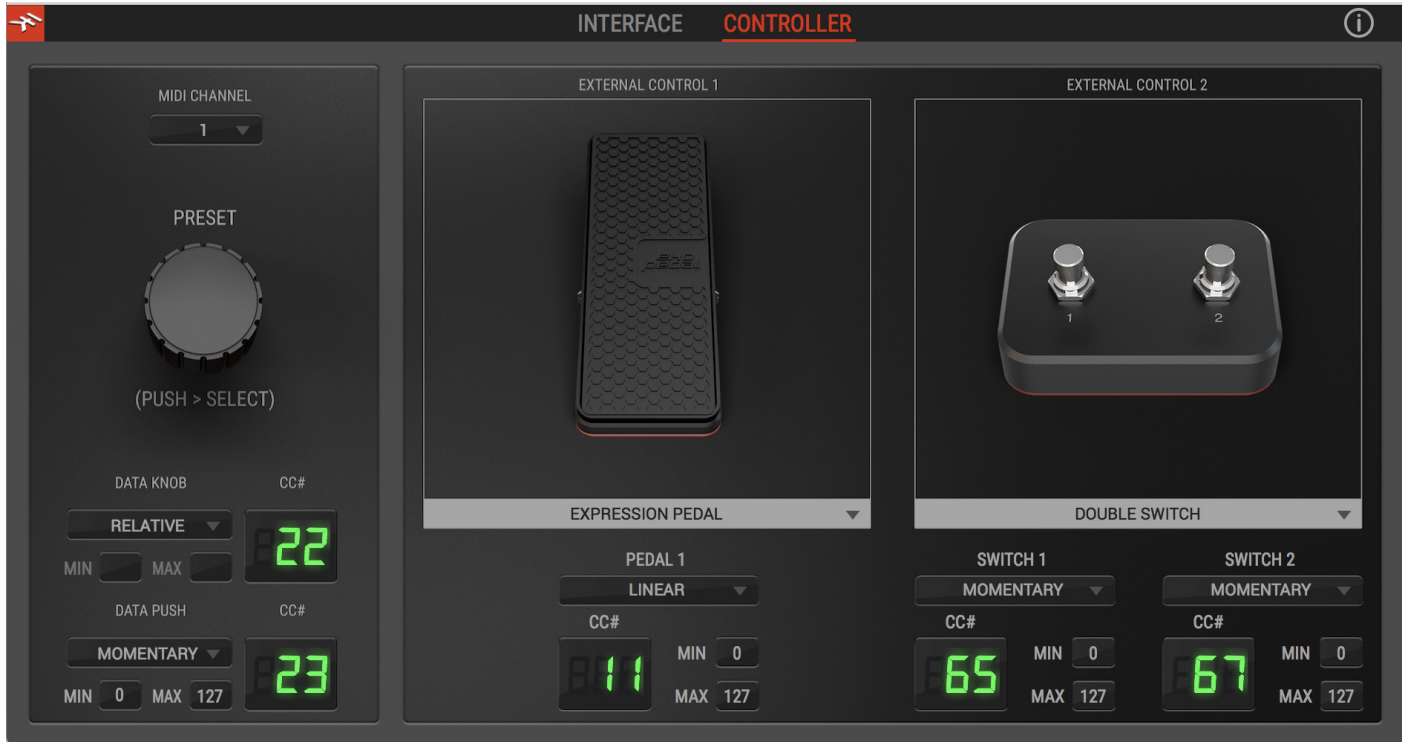 INTERFACE CONTROLLER
MIDI CHANNEL
1
PRESET
(PUSH > SELECT)
DATA KNOB CC#
RELATIVE 22
MIN MAX
DATA PUSH CC#
MOMENTARY 23
MIN 0 MAX 127
EXTERNAL CONTROL 1
EXPRESSION PEDAL
PEDAL 1
LINEAR
CC#
11 MIN 0
MAX 127
EXTERNAL CONTROL 2
1 2
DOUBLE SWITCH
SWITCH 1 SWITCH 2
MOMENTARY MOMENTARY
CC# CC#
65 MIN 0 67 MIN 0
MAX 127 MAX 127